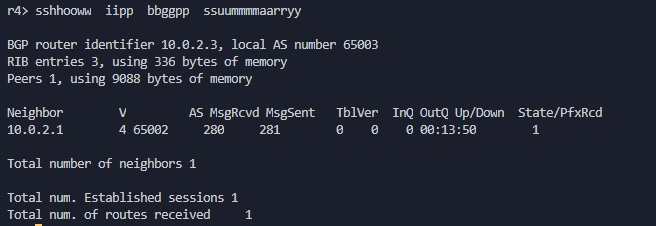 r4> sshhooww  iipp  bbggpp  ssuummmmaarryy
BGP router identifier 10.0.2.3, local AS number 65003
RIB entries 3, using 336 bytes of memory
Peers 1, using 9088 bytes of memory
Neighbor        V         AS MsgRcvd MsgSent   TblVer  InQ OutQ Up/Down  State/PfxRcd
10.0.2.1        4 65002     280     281        0    0    0 00:13:50        1
Total number of neighbors 1
Total num. Established sessions 1
Total num. of routes received     1